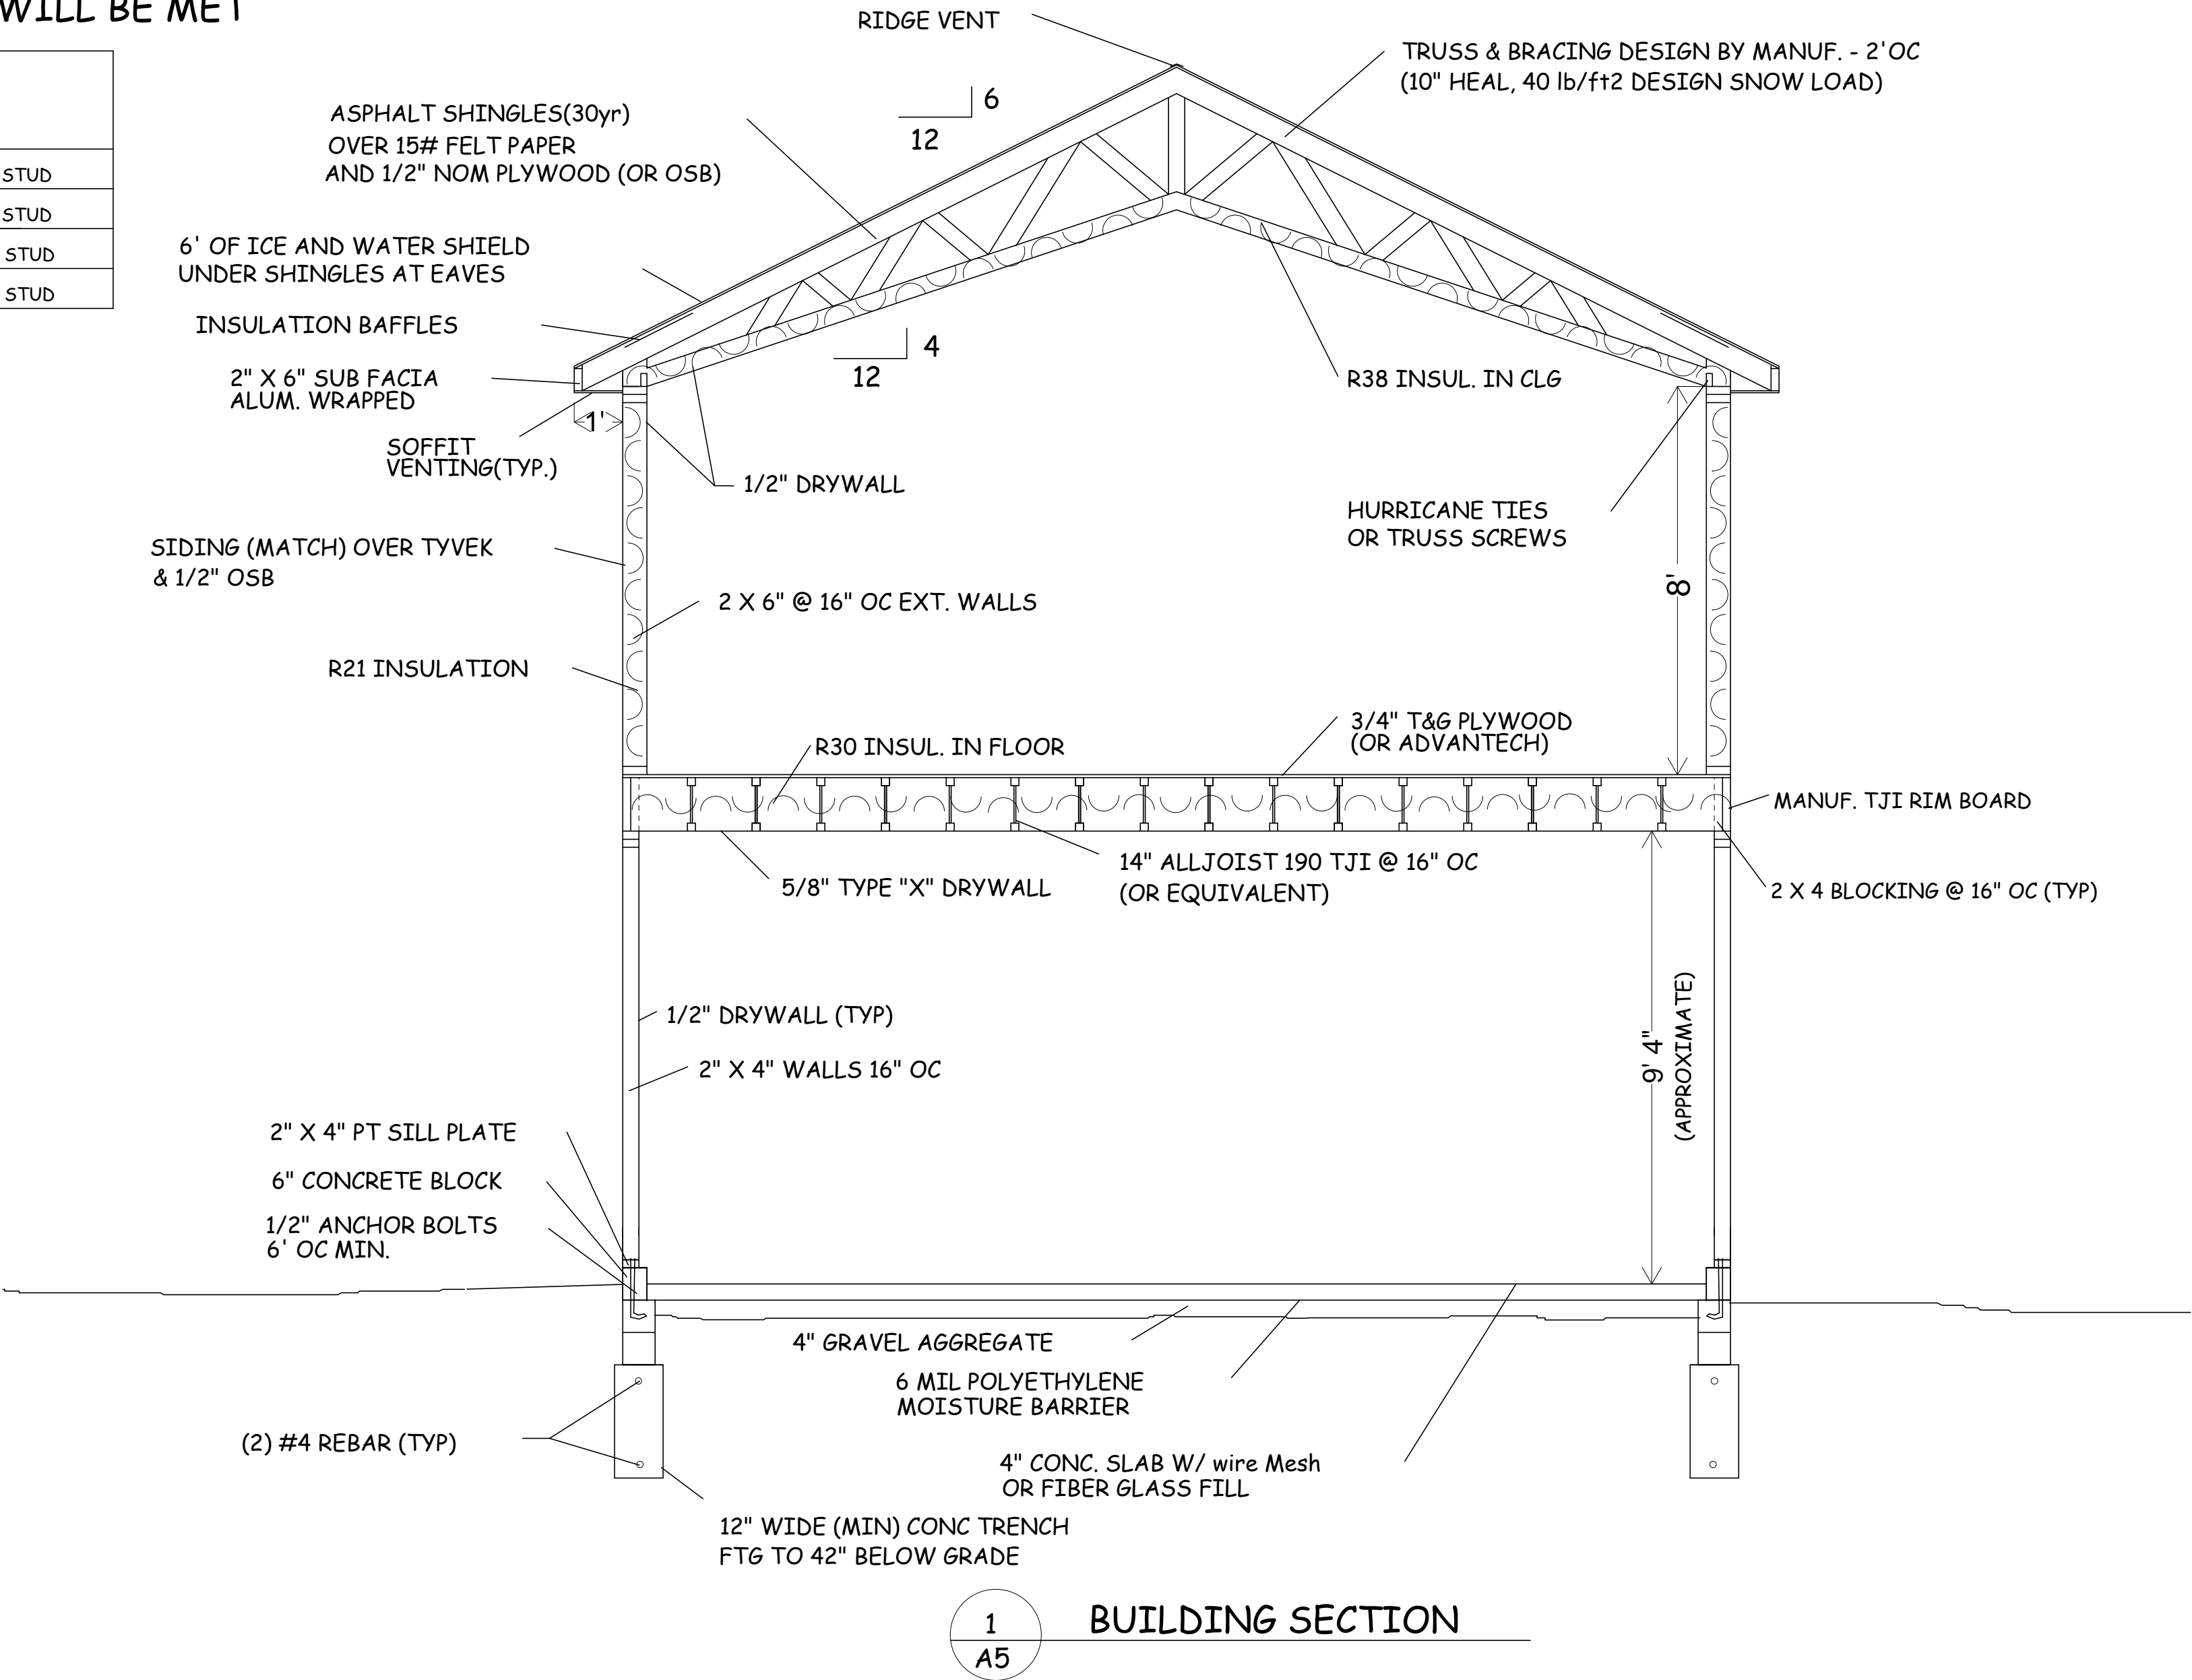 WILL BE MET
STUD
STUD
STUD
STUD
RIDGE VENT
TRUSS & BRACING DESIGN BY MANUF. - 2'OC
(10" HEAL, 40 lb/ft2 DESIGN SNOW LOAD)
6
12
ASPHALT SHINGLES(30yr)
OVER 15# FELT PAPER
AND 1/2" NOM PLYWOOD (OR OSB)
6' OF ICE AND WATER SHIELD
UNDER SHINGLES AT EAVES
INSULATION BAFFLES
4
12
2" X 6" SUB FACIA
ALUM. WRAPPED
R38 INSUL. IN CLG
1'
SOFFIT
VENTING(TYP.)
1/2" DRYWALL
HURRICANE TIES
OR TRUSS SCREWS
SIDING (MATCH) OVER TYVEK
& 1/2" OSB
8'
2 X 6" @ 16" OC EXT. WALLS
R21 INSULATION
R30 INSUL. IN FLOOR
3/4" T&G PLYWOOD
(OR ADVANTECH)
MANUF. TJI RIM BOARD
14" ALLJOIST 190 TJI @ 16" OC
(OR EQUIVALENT)
5/8" TYPE "X" DRYWALL
2 X 4 BLOCKING @ 16" OC (TYP)
1/2" DRYWALL (TYP)
2" X 4" WALLS 16" OC
9' 4"
(APPROXIMATE)
2" X 4" PT SILL PLATE
6" CONCRETE BLOCK
1/2" ANCHOR BOLTS
6' OC MIN.
4" GRAVEL AGGREGATE
6 MIL POLYETHYLENE
MOISTURE BARRIER
(2) #4 REBAR (TYP)
4" CONC. SLAB W/ wire Mesh
OR FIBER GLASS FILL
12" WIDE (MIN) CONC TRENCH
FTG TO 42" BELOW GRADE
1
A5
BUILDING SECTION